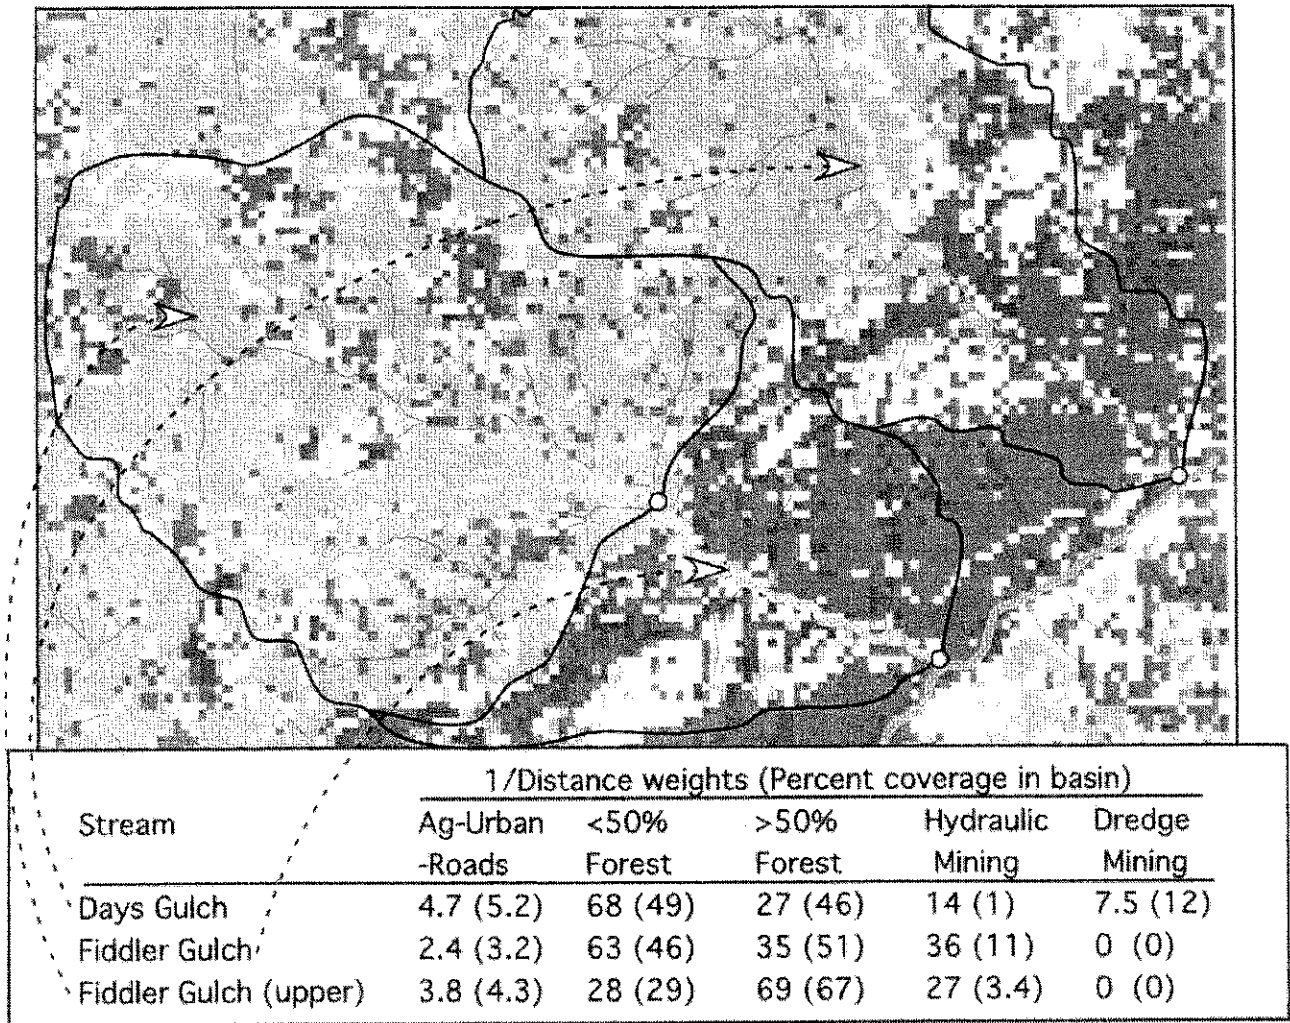 1/Distance weights (Percent coverage in basin)
Stream Ag-Urban <50% >50% Hydraulic Dredge
-Roads Forest Forest Mining Mining
Days Gulch 4.7 (5.2) 68 (49) 27 (46) 14 (1) 7.5 (12)
Fiddler Gulch 2.4 (3.2) 63 (46) 35 (51) 36 (11) 0 (0)
Fiddler Gulch (upper) 3.8 (4.3) 28 (29) 69 (67) 27 (3.4) 0 (0)